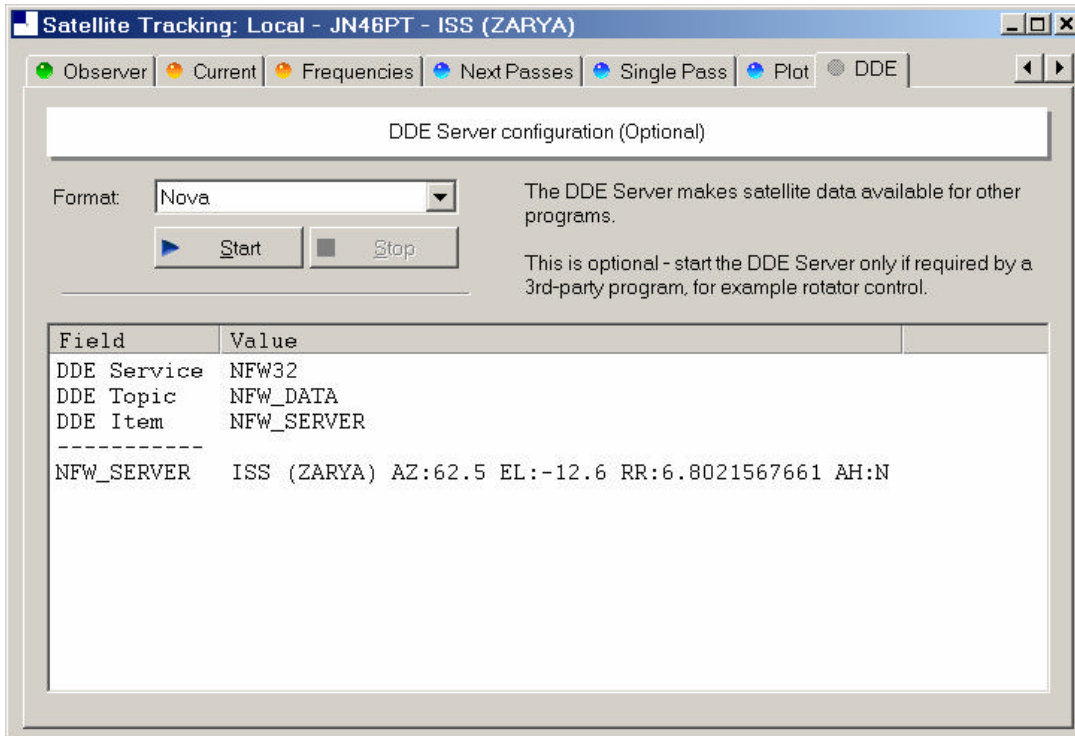 Satellite Tracking: Local - JN46PT - ISS (ZARYA)
Observer Current Frequencies Next Passes Single Pass Plot DDE
DDE Server configuration (Optional)
Format: Nova
Start Stop
The DDE Server makes satellite data available for other
programs.
This is optional - start the DDE Server only if required by a
3rd-party program, for example rotator control.
Field Value
DDE Service NFW32
DDE Topic NFW_DATA
DDE Item NFW_SERVER
-----------
NFW_SERVER ISS (ZARYA) AZ:62.5 EL:-12.6 RR:6.8021567661 AH:N